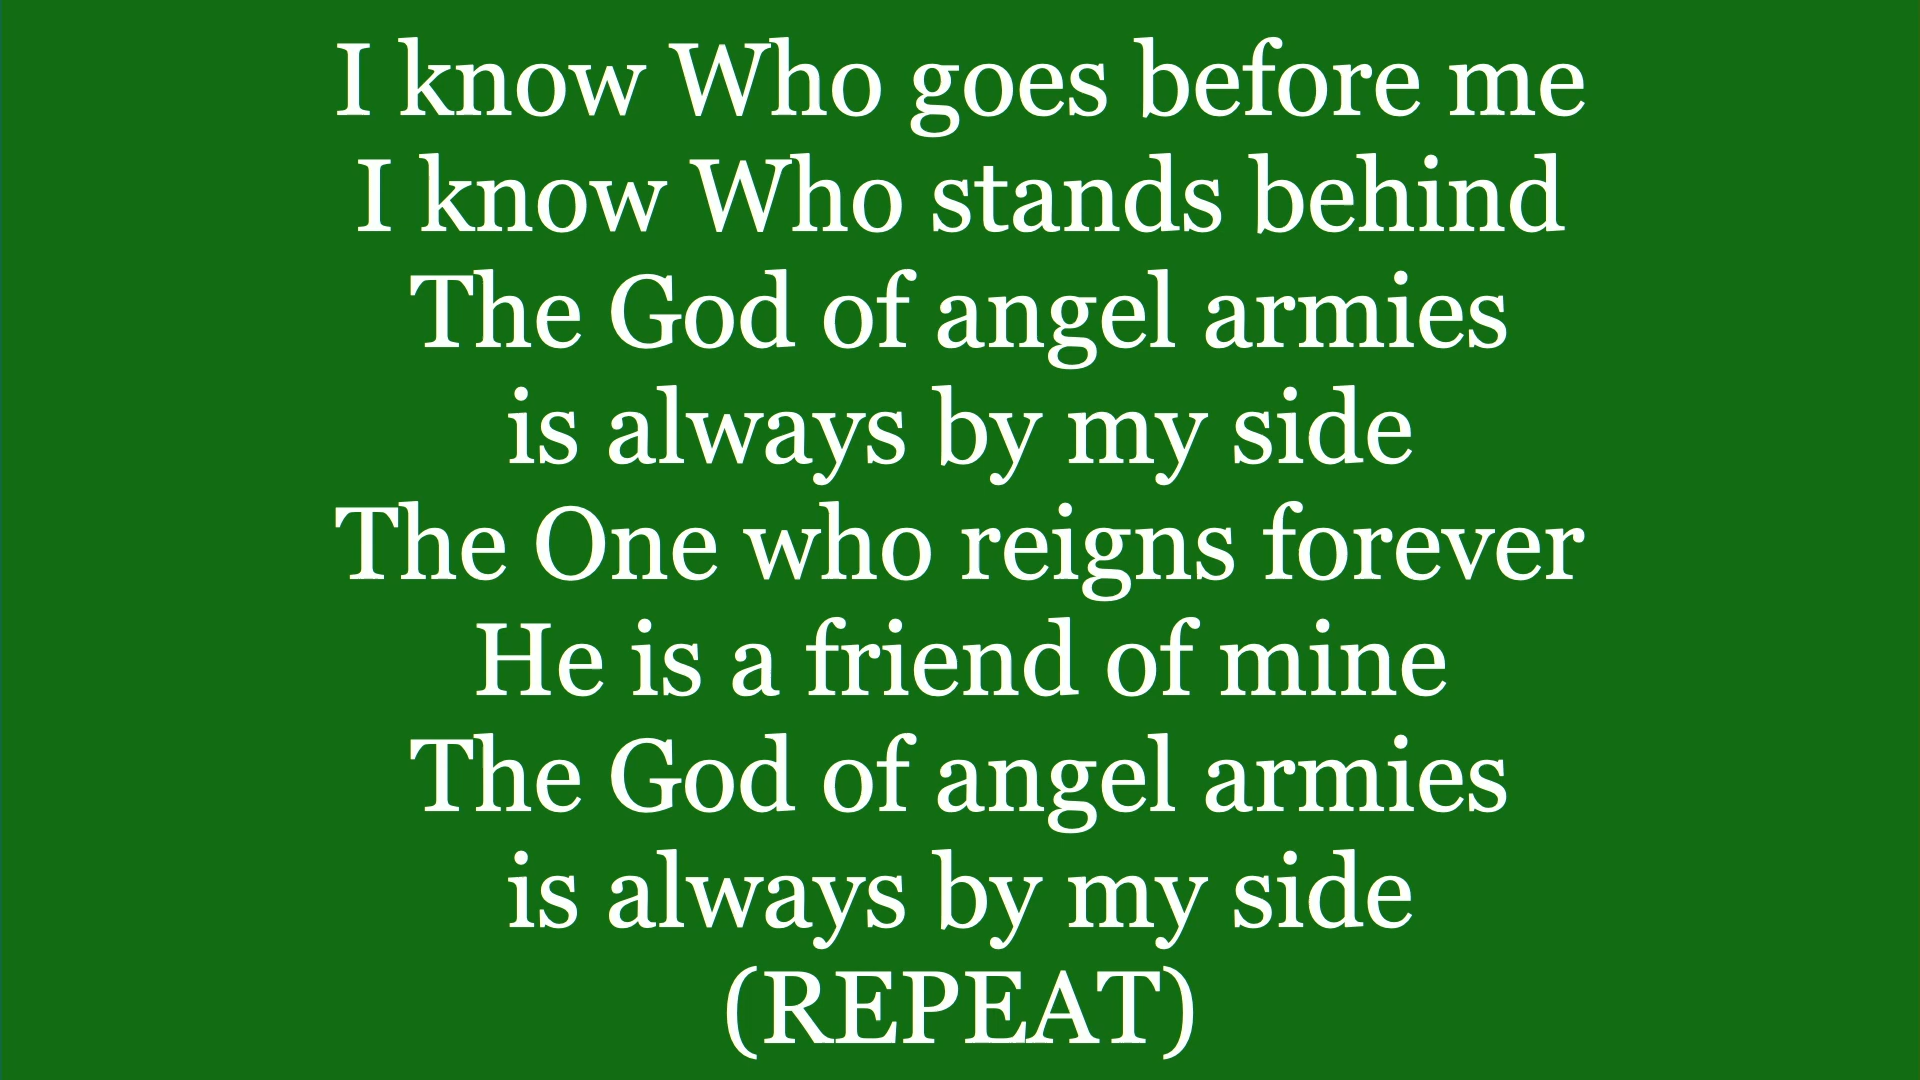 I know Who goes before me
I know Who stands behind
The God of angel armies
is always by my side
The One who reigns forever
He is a friend of mine
The God of angel armies
is always by my side
(REPEAT)